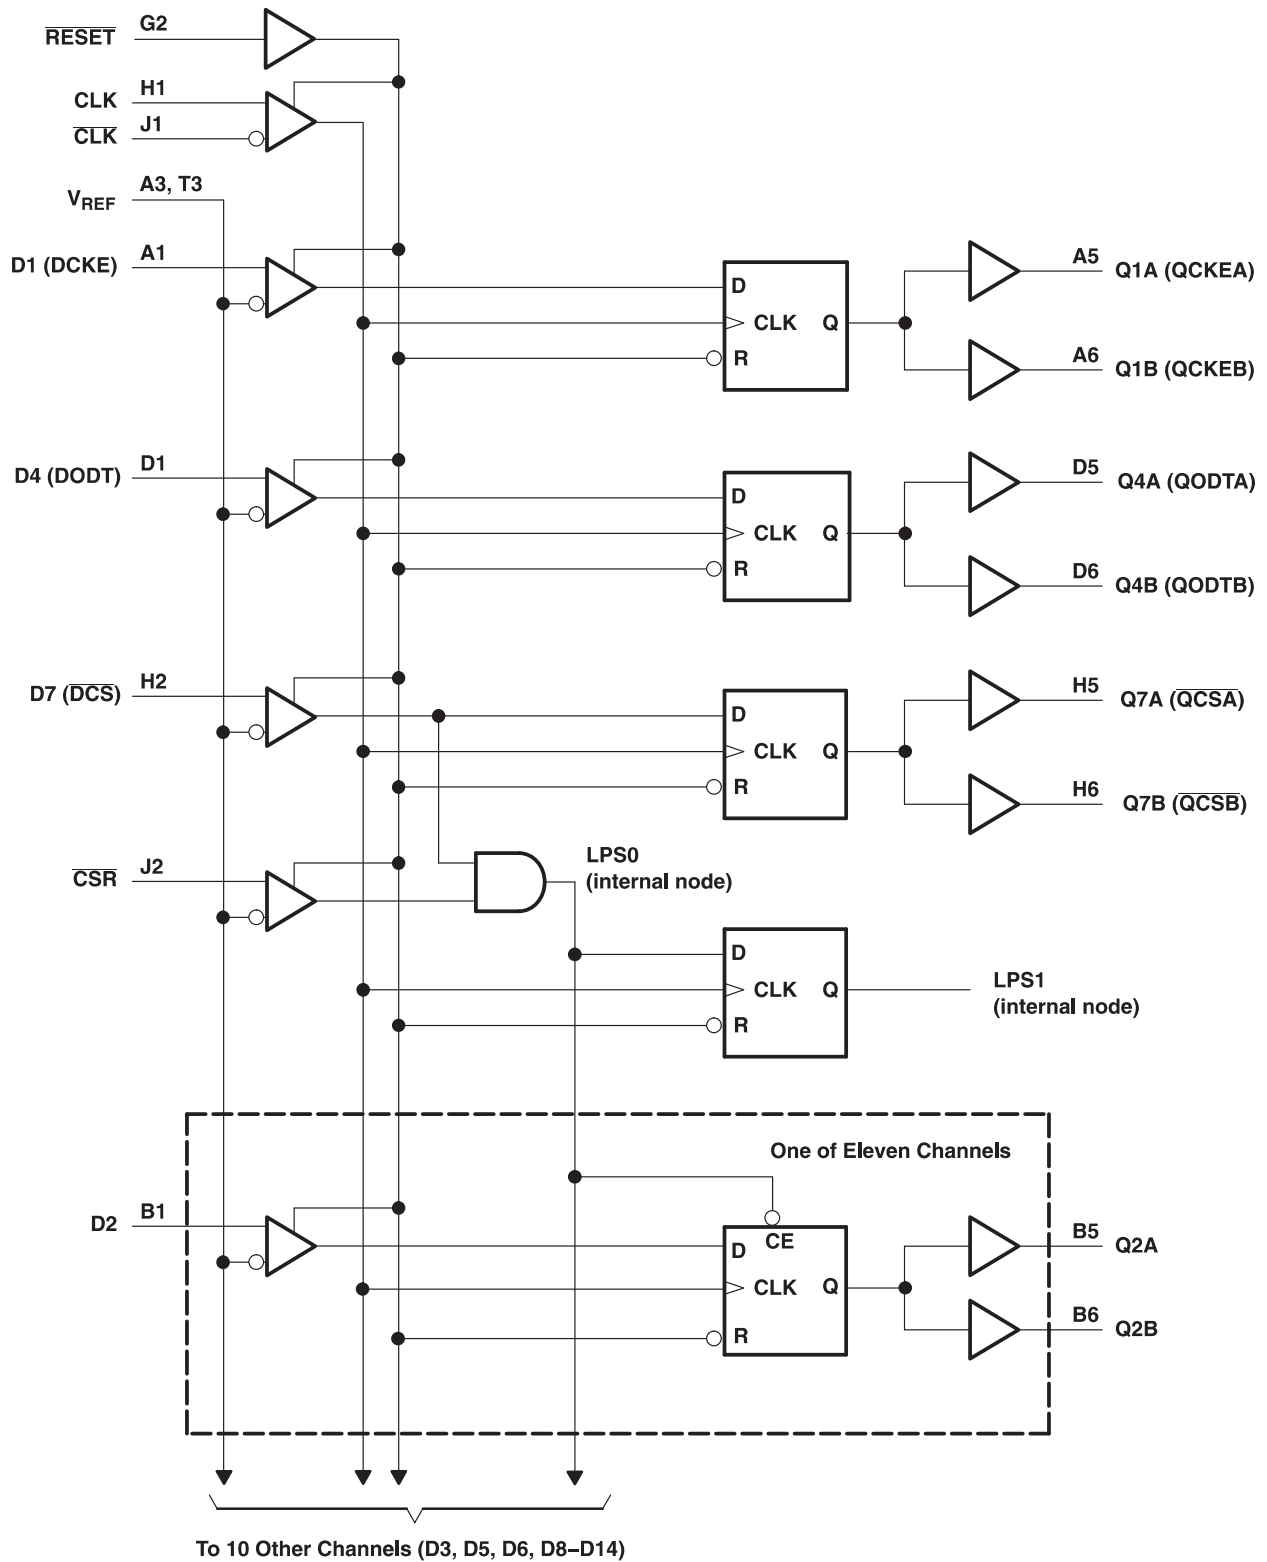 G2
RESET
H1
CLK
J1
CLK
A3, T3
VREF
A1
D1 (DCKE)
A5
Q1A (QCKEA)
D
CLK Q
R
A6
Q1B (QCKEB)
D1
D4 (DODT)
D5
Q4A (QODTA)
D
CLK Q
R
D6
Q4B (QODTB)
H2
D7 (DCS)
H5
Q7A (QCSA)
D
CLK Q
R
H6
Q7B (QCSB)
J2
CSR
LPS0
(internal node)
D
CLK Q
R
LPS1
(internal node)
One of Eleven Channels
B1
D2
CE
D
CLK Q
R
B5
Q2A
B6
Q2B
To 10 Other Channels (D3, D5, D6, D8–D14)